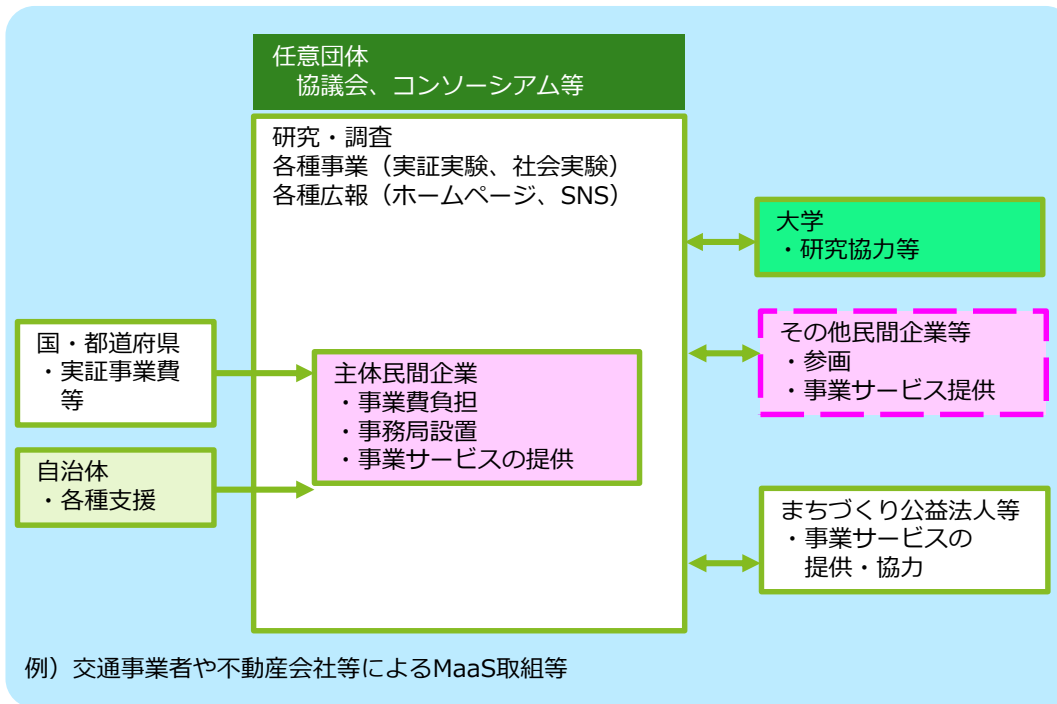 任意団体
協議会、コンソーシアム等
研究・調査
各種事業（実証実験、社会実験）
各種広報（ホームページ、SNS）
国・都道府県
・実証事業費
等
自治体
・各種支援
主体民間企業
・事業費負担
・事務局設置
・事業サービスの提供
大学
・研究協力等
その他民間企業等
・参画
・事業サービス提供
まちづくり公益法人等
・事業サービスの
提供・協力
例）交通事業者や不動産会社等によるMaaS取組等